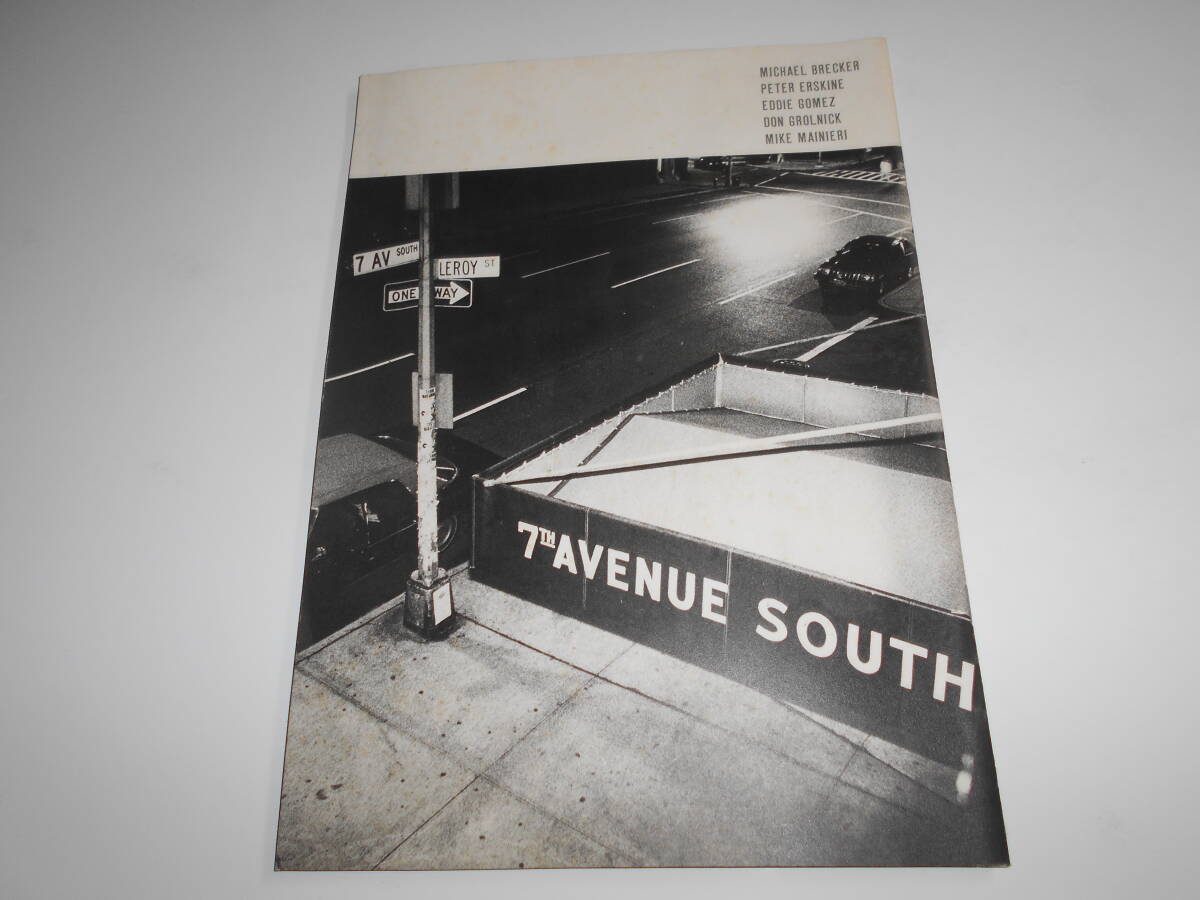 MICHAEL BRECKER
PETER ERSKINE
EDDIE GOMEZ
DON GROLNICK
MIKE MAINIERI
7 AV SOUTH
LEROY ST
ONE WAY
7TH AVENUE SOUTH